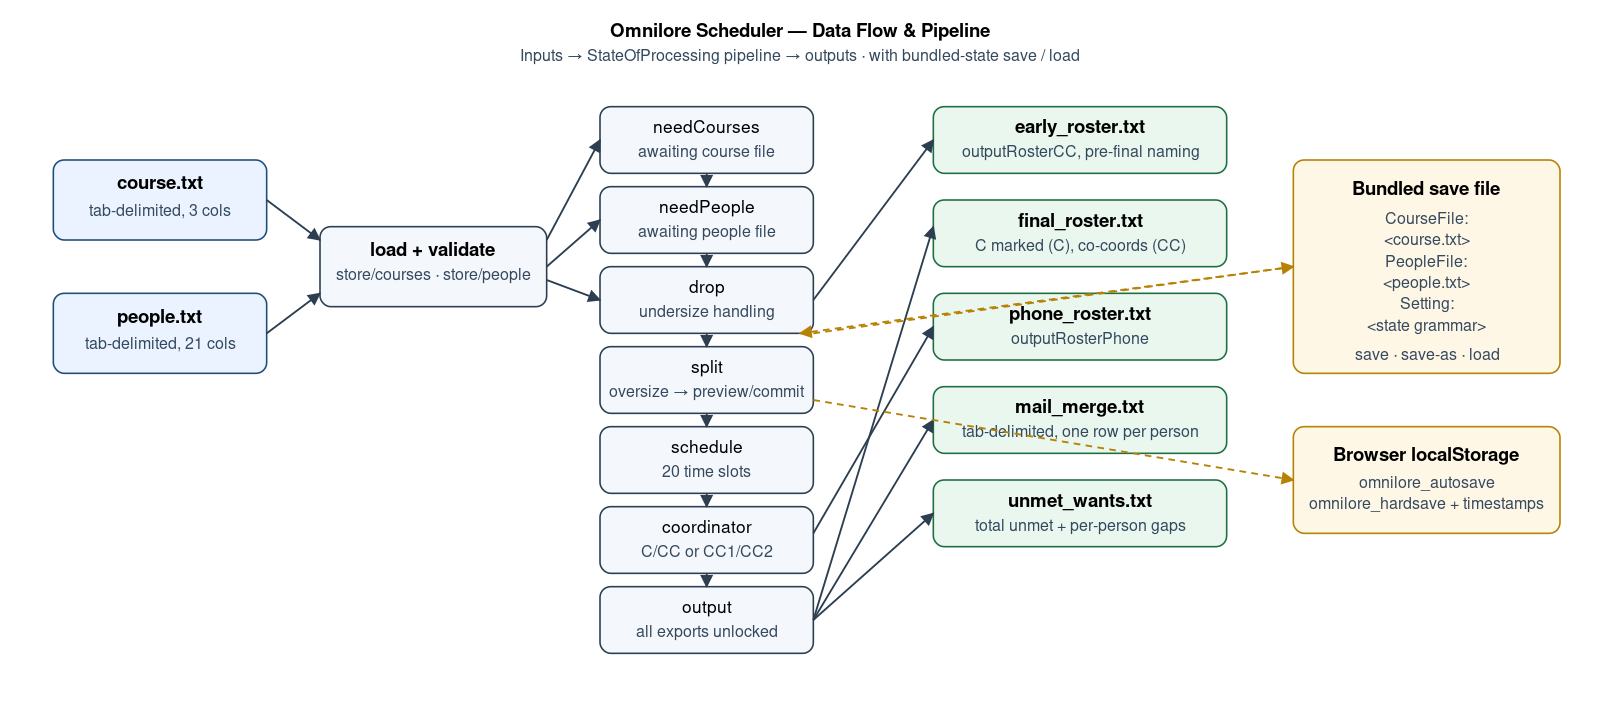 Omnilore Scheduler — Data Flow & Pipeline
Inputs → StateOfProcessing pipeline → outputs · with bundled-state save / load
course.txt
tab-delimited, 3 cols
people.txt
tab-delimited, 21 cols
load + validate
store/courses · store/people
needCourses
awaiting course file
needPeople
awaiting people file
drop
undersize handling
split
oversize → preview/commit
schedule
20 time slots
coordinator
C/CC or CC1/CC2
output
all exports unlocked
early_roster.txt
outputRosterCC, pre-final naming
final_roster.txt
C marked (C), co-coords (CC)
phone_roster.txt
outputRosterPhone
mail_merge.txt
tab-delimited, one row per person
unmet_wants.txt
total unmet + per-person gaps
Bundled save file
CourseFile:
<course.txt>
PeopleFile:
<people.txt>
Setting:
<state grammar>
save · save-as · load
Browser localStorage
omnilore_autosave
omnilore_hardsave + timestamps